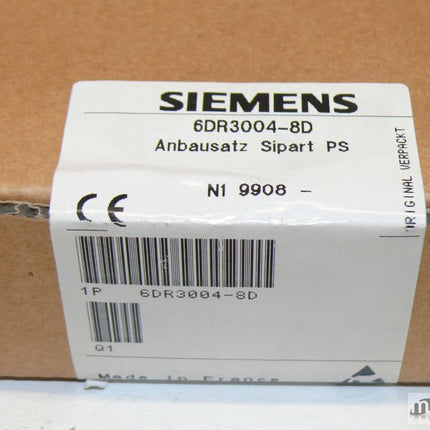 SIEMENS
6DR3004-8D
Anbausatz Sipart PS
N1 9908 -
ORIGINAL VERPACKT
CE
1P 6DR3004-8D
Q1
Made in France